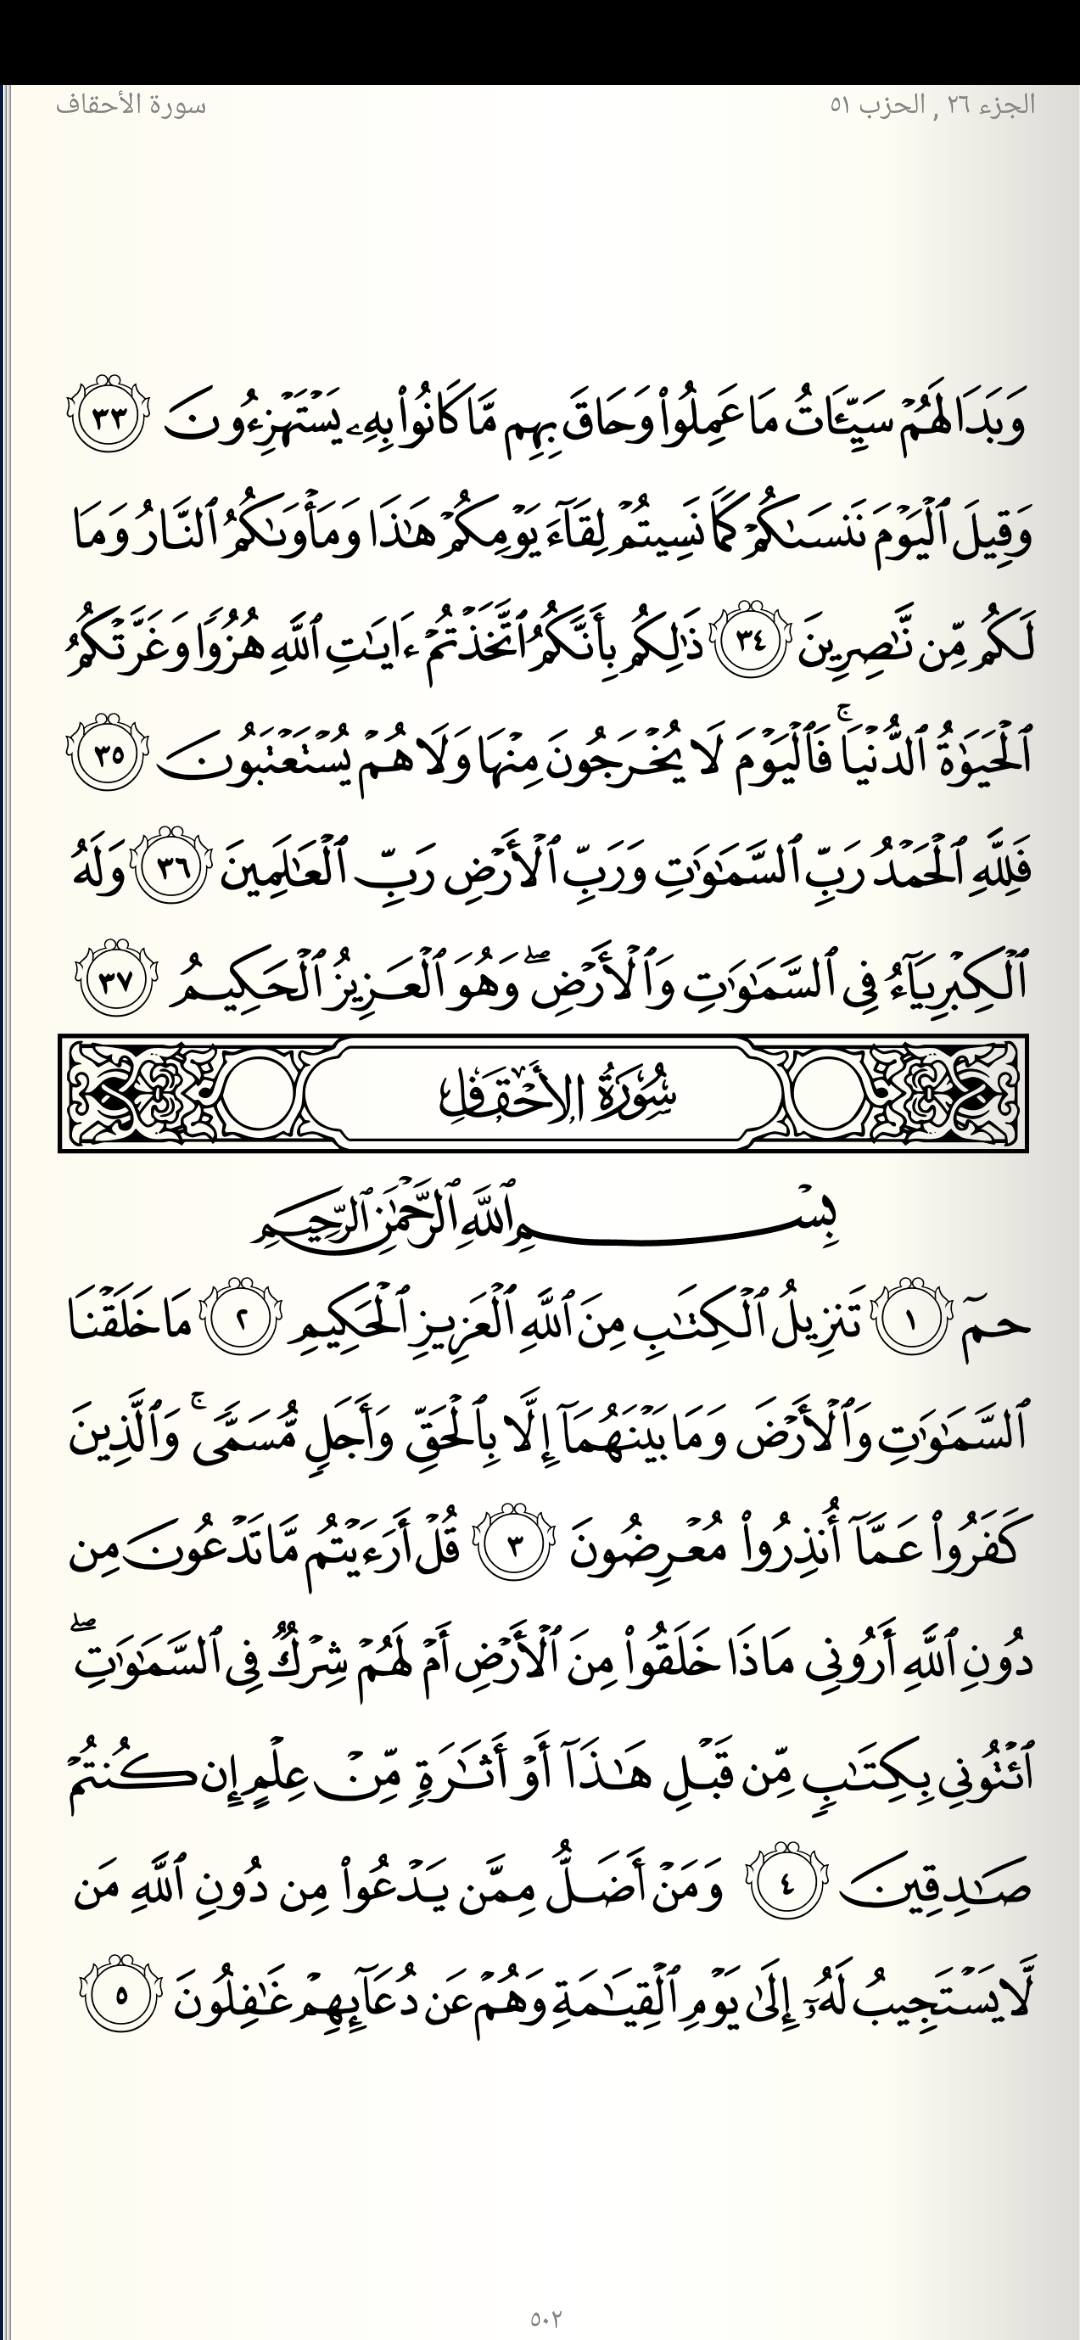 الجزء ٢٦ , الحزب ٥١
سورة الأحقاف
وَبَدَا لَهُمْ سَيِّـَٔاتُ مَا عَمِلُوا۟ وَحَاقَ بِهِم مَّا كَانُوا۟ بِهِۦ يَسْتَهْزِءُونَ ٣٣
وَقِيلَ ٱلْيَوْمَ نَنسَىٰكُمْ كَمَا نَسِيتُمْ لِقَآءَ يَوْمِكُمْ هَٰذَا وَمَأْوَىٰكُمُ ٱلنَّارُ وَمَا
لَكُم مِّن نَّٰصِرِينَ ٣٤ ذَٰلِكُم بِأَنَّكُمُ ٱتَّخَذْتُمْ ءَايَٰتِ ٱللَّهِ هُزُوًا وَغَرَّتْكُمُ
ٱلْحَيَوٰةُ ٱلدُّنْيَا ۚ فَٱلْيَوْمَ لَا يُخْرَجُونَ مِنْهَا وَلَا هُمْ يُسْتَعْتَبُونَ ٣٥
فَلِلَّهِ ٱلْحَمْدُ رَبِّ ٱلسَّمَٰوَٰتِ وَرَبِّ ٱلْأَرْضِ رَبِّ ٱلْعَٰلَمِينَ ٣٦ وَلَهُ
ٱلْكِبْرِيَآءُ فِى ٱلسَّمَٰوَٰتِ وَٱلْأَرْضِ ۖ وَهُوَ ٱلْعَزِيزُ ٱلْحَكِيمُ ٣٧
سُورَةُ الأَحْقَافِ
بِسْمِ ٱللَّهِ ٱلرَّحْمَٰنِ ٱلرَّحِيمِ
حمٓ ١ تَنزِيلُ ٱلْكِتَٰبِ مِنَ ٱللَّهِ ٱلْعَزِيزِ ٱلْحَكِيمِ ٢ مَا خَلَقْنَا
ٱلسَّمَٰوَٰتِ وَٱلْأَرْضَ وَمَا بَيْنَهُمَآ إِلَّا بِٱلْحَقِّ وَأَجَلٍ مُّسَمًّى ۚ وَٱلَّذِينَ
كَفَرُوا۟ عَمَّآ أُنذِرُوا۟ مُعْرِضُونَ ٣ قُلْ أَرَءَيْتُم مَّا تَدْعُونَ مِن
دُونِ ٱللَّهِ أَرُونِى مَاذَا خَلَقُوا۟ مِنَ ٱلْأَرْضِ أَمْ لَهُمْ شِرْكٌ فِى ٱلسَّمَٰوَٰتِ ۖ
ٱئْتُونِى بِكِتَٰبٍ مِّن قَبْلِ هَٰذَآ أَوْ أَثَٰرَةٍ مِّنْ عِلْمٍ إِن كُنتُمْ
صَٰدِقِينَ ٤ وَمَنْ أَضَلُّ مِمَّن يَدْعُوا۟ مِن دُونِ ٱللَّهِ مَن
لَّا يَسْتَجِيبُ لَهُۥٓ إِلَىٰ يَوْمِ ٱلْقِيَٰمَةِ وَهُمْ عَن دُعَآئِهِمْ غَٰفِلُونَ ٥
٥٠٢